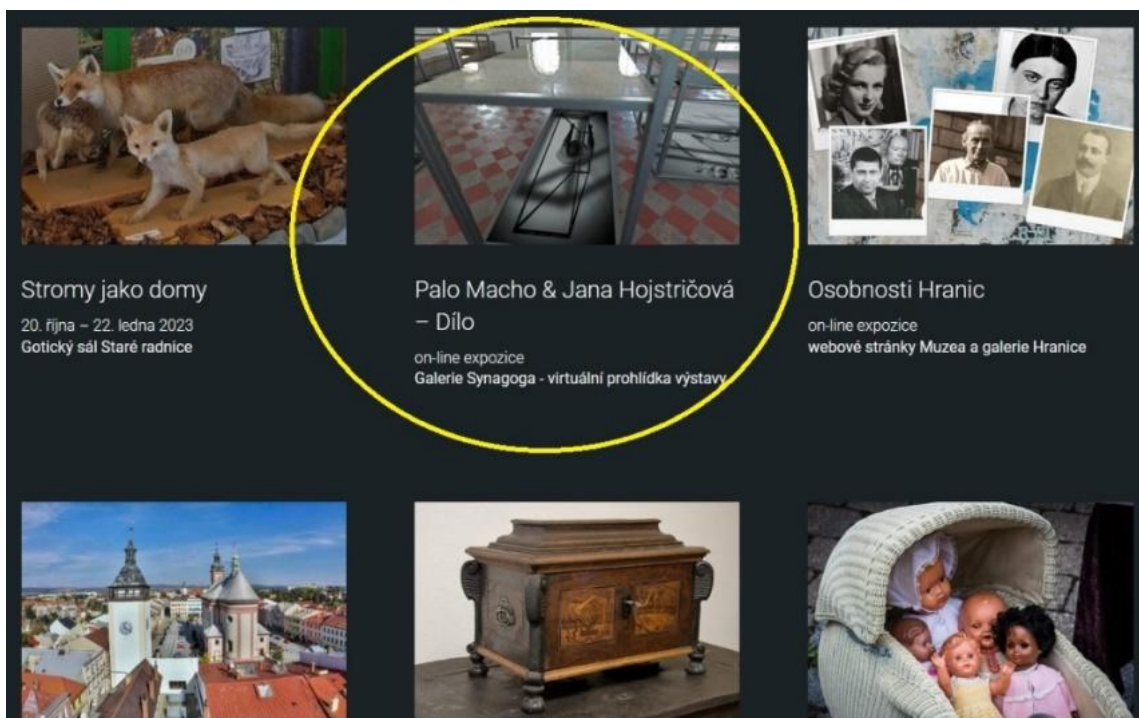 Stromy jako domy
20. října – 22. ledna 2023
Gotický sál Staré radnice
Palo Macho & Jana Hojstričová
– Dílo
on-line expozice
Galerie Synagoga - virtuální prohlídka výstavy
Osobnosti Hranic
on-line expozice
webové stránky Muzea a galerie Hranice